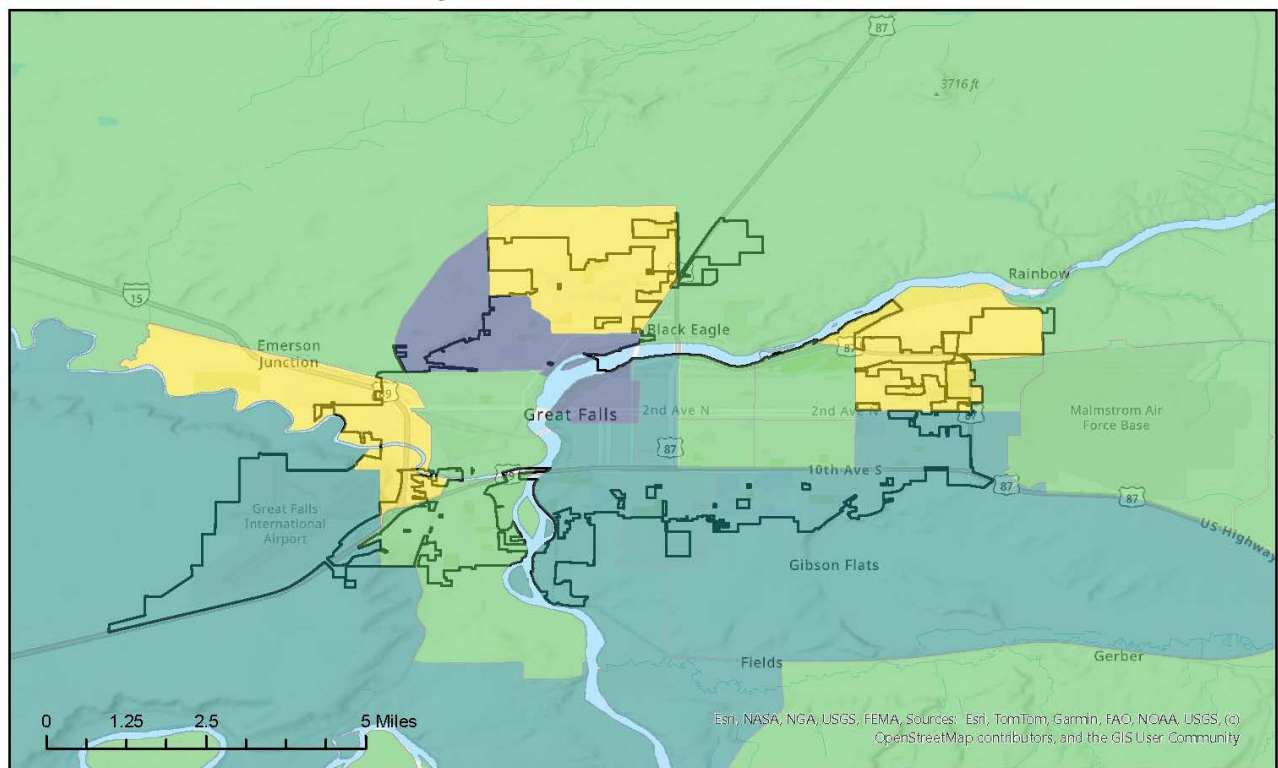 87
3716 ft
Rainbow
15
Emerson
Junction
Black Eagle
87
Great Falls
2nd Ave N
2nd Ave N
87
Malmstrom Air
Force Base
87
10th Ave S
87
87
US Highway
Great Falls
International
Airport
Gibson Flats
Fields
Gerber
0 1.25 2.5 5 Miles
Esri, NASA, NGA, USGS, FEMA, Sources: Esri, TomTom, Garmin, FAO, NOAA, USGS, (c)
OpenStreetMap contributors, and the GIS User Community